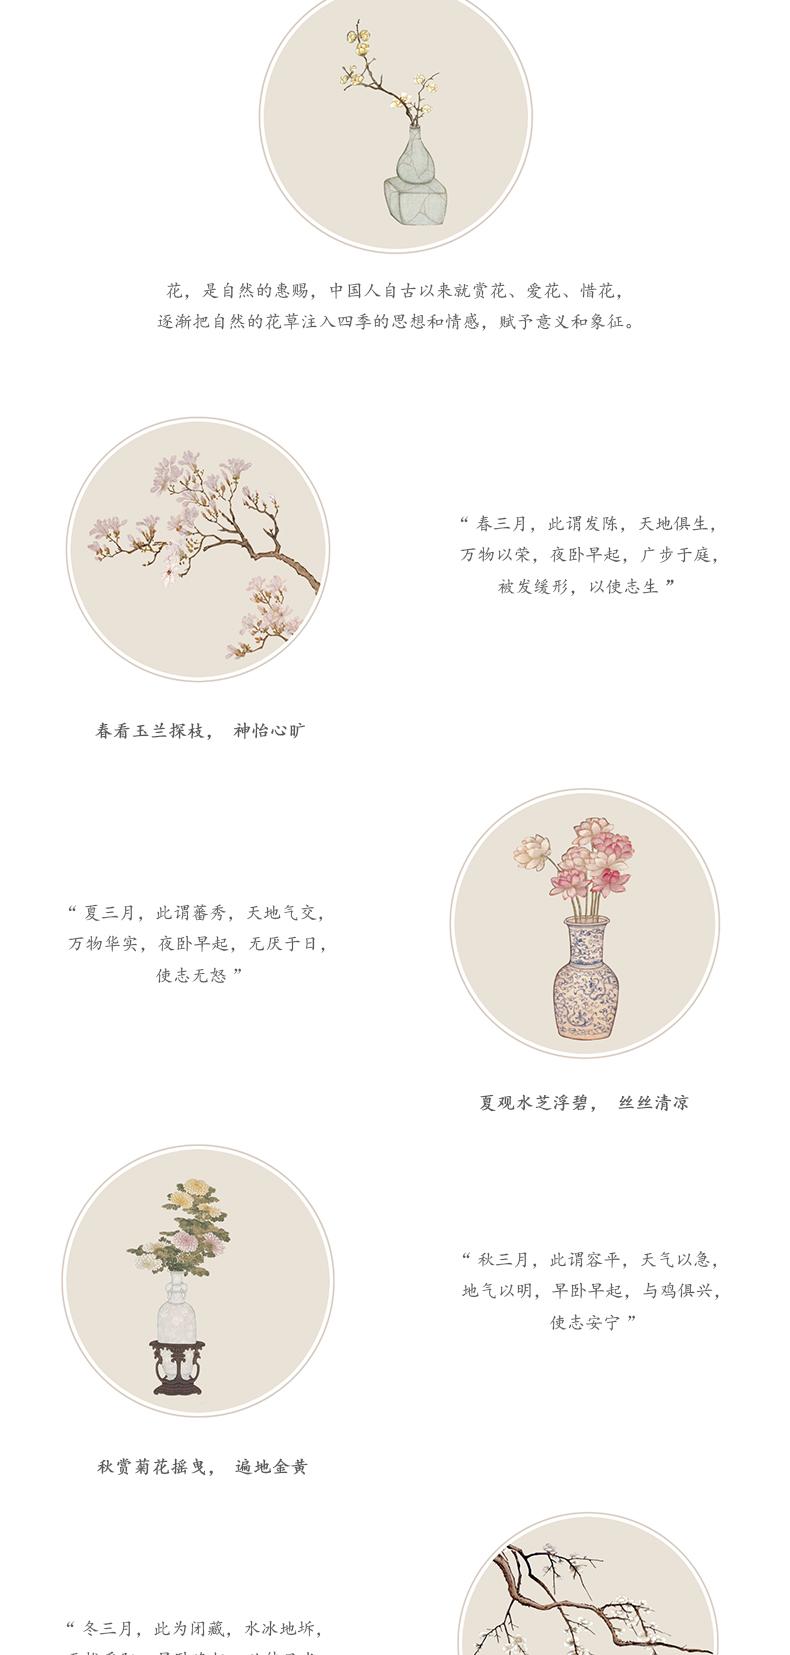 花，是自然的惠赐，中国人自古以来就赏花、爱花、惜花，
逐渐把自然的花草注入四季的思想和情感，赋予意义和象征。
“ 春三月，此谓发陈，天地俱生，
万物以荣，夜卧早起，广步于庭，
被发缓形，以使志生 ”
春看玉兰探枝， 神怡心旷
“ 夏三月，此谓蕃秀，天地气交，
万物华实，夜卧早起，无厌于日，
使志无怒 ”
夏观水芝浮碧， 丝丝清凉
“ 秋三月，此谓容平，天气以急，
地气以明，早卧早起，与鸡俱兴，
使志安宁 ”
秋赏菊花摇曳， 遍地金黄
“ 冬三月，此为闭藏，水冰地坼，